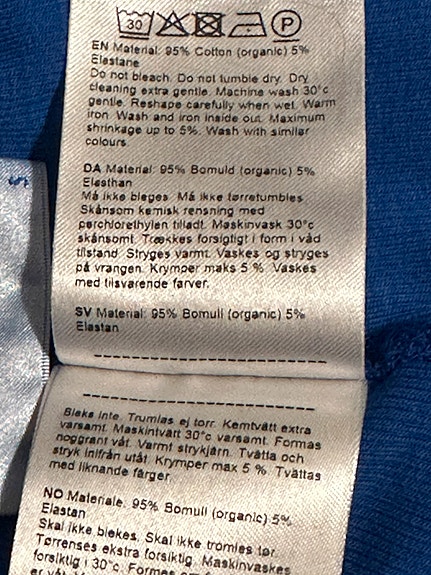 30 P
EN Material: 95% Cotton (organic) 5%
Elastane
Do not bleach. Do not tumble dry. Dry
cleaning extra gentle. Machine wash 30°c
gentle. Reshape carefully when wet. Warm
iron. Wash and iron inside out. Maximum
shrinkage up to 5%. Wash with similar
colours.
DA Material: 95% Bomuld (organic) 5%
Elasthan
Må ikke bleges. Må ikke tørretumbles.
Skånsom kemisk rensning med
perchlorethylen tilladt. Maskinvask 30°c
skånsomt. Trækkes forsigtigt i form i våd
tilstand. Stryges varmt. Vaskes og stryges
på vrangen. Krymper maks 5 %. Vaskes
med tilsvarende farver.
SV Material: 95% Bomull (organic) 5%
Elastan
Bleka inte. Trumlas ej torr. Kemtvätt extra
varsamt. Maskintvätt 30°c varsamt. Formas
noggrant våt. Varmt strykjärn. Tvätta och
stryk inifrån utåt. Krymper max 5 %. Tvättas
med liknande färger.
NO Materiale: 95% Bomull (organic) 5%
Elastan
Skal ikke blekes. Skal ikke tromles tør.
Tørrenses ekstra forsiktig. Maskinvaskes
forsiktig i 30°c. Formes
er våt.